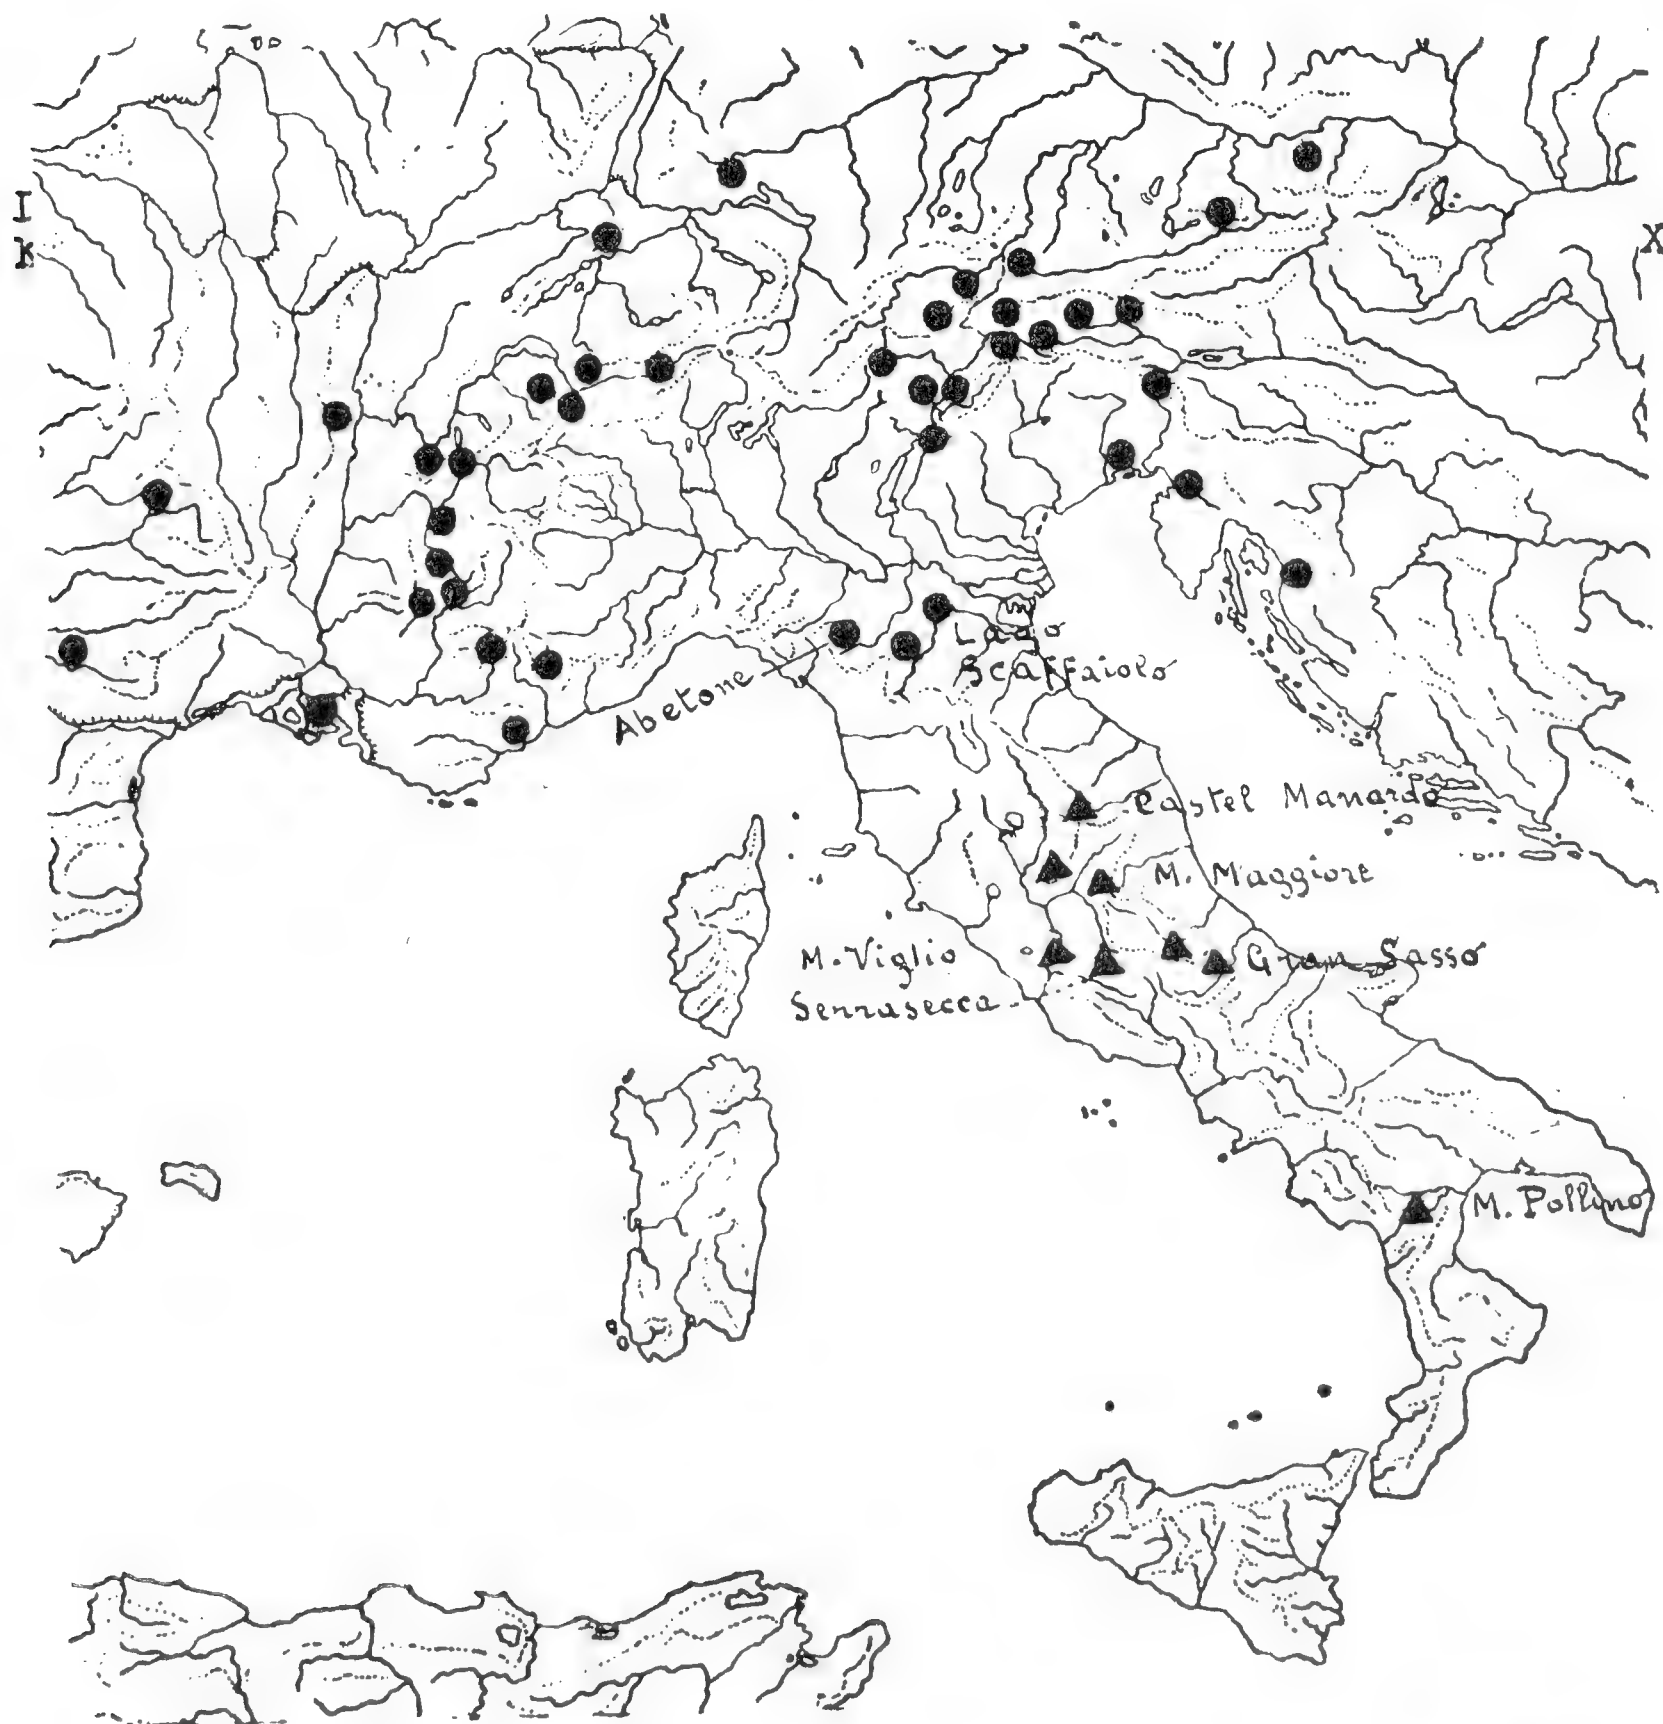 I
K
X
Lago
Scaffaiolo
Abetone
Castel Manardo
M. Maggiore
M. Viglio
Gran Sasso
Serrasecca
M. Pollino